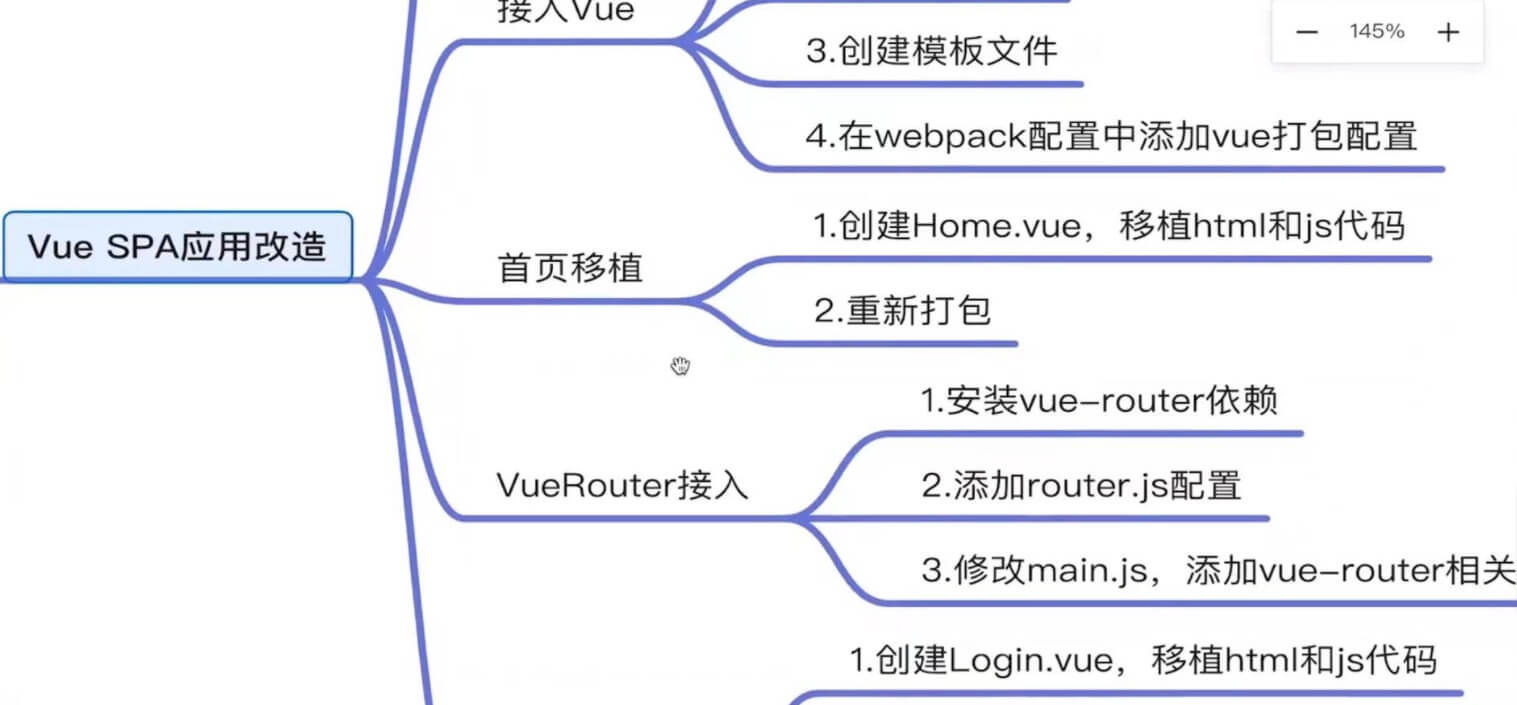 接入Vue
145%
3.创建模板文件
4.在webpack配置中添加vue打包配置
Vue SPA应用改造
首页移植
1.创建Home.vue，移植html和js代码
2.重新打包
VueRouter接入
1.安装vue-router依赖
2.添加router.js配置
3.修改main.js，添加vue-router相关
1.创建Login.vue，移植html和js代码